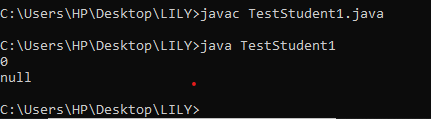 C:\Users\HP\Desktop\LILY>javac TestStudent1.java
C:\Users\HP\Desktop\LILY>java TestStudent1
0
null
C:\Users\HP\Desktop\LILY>